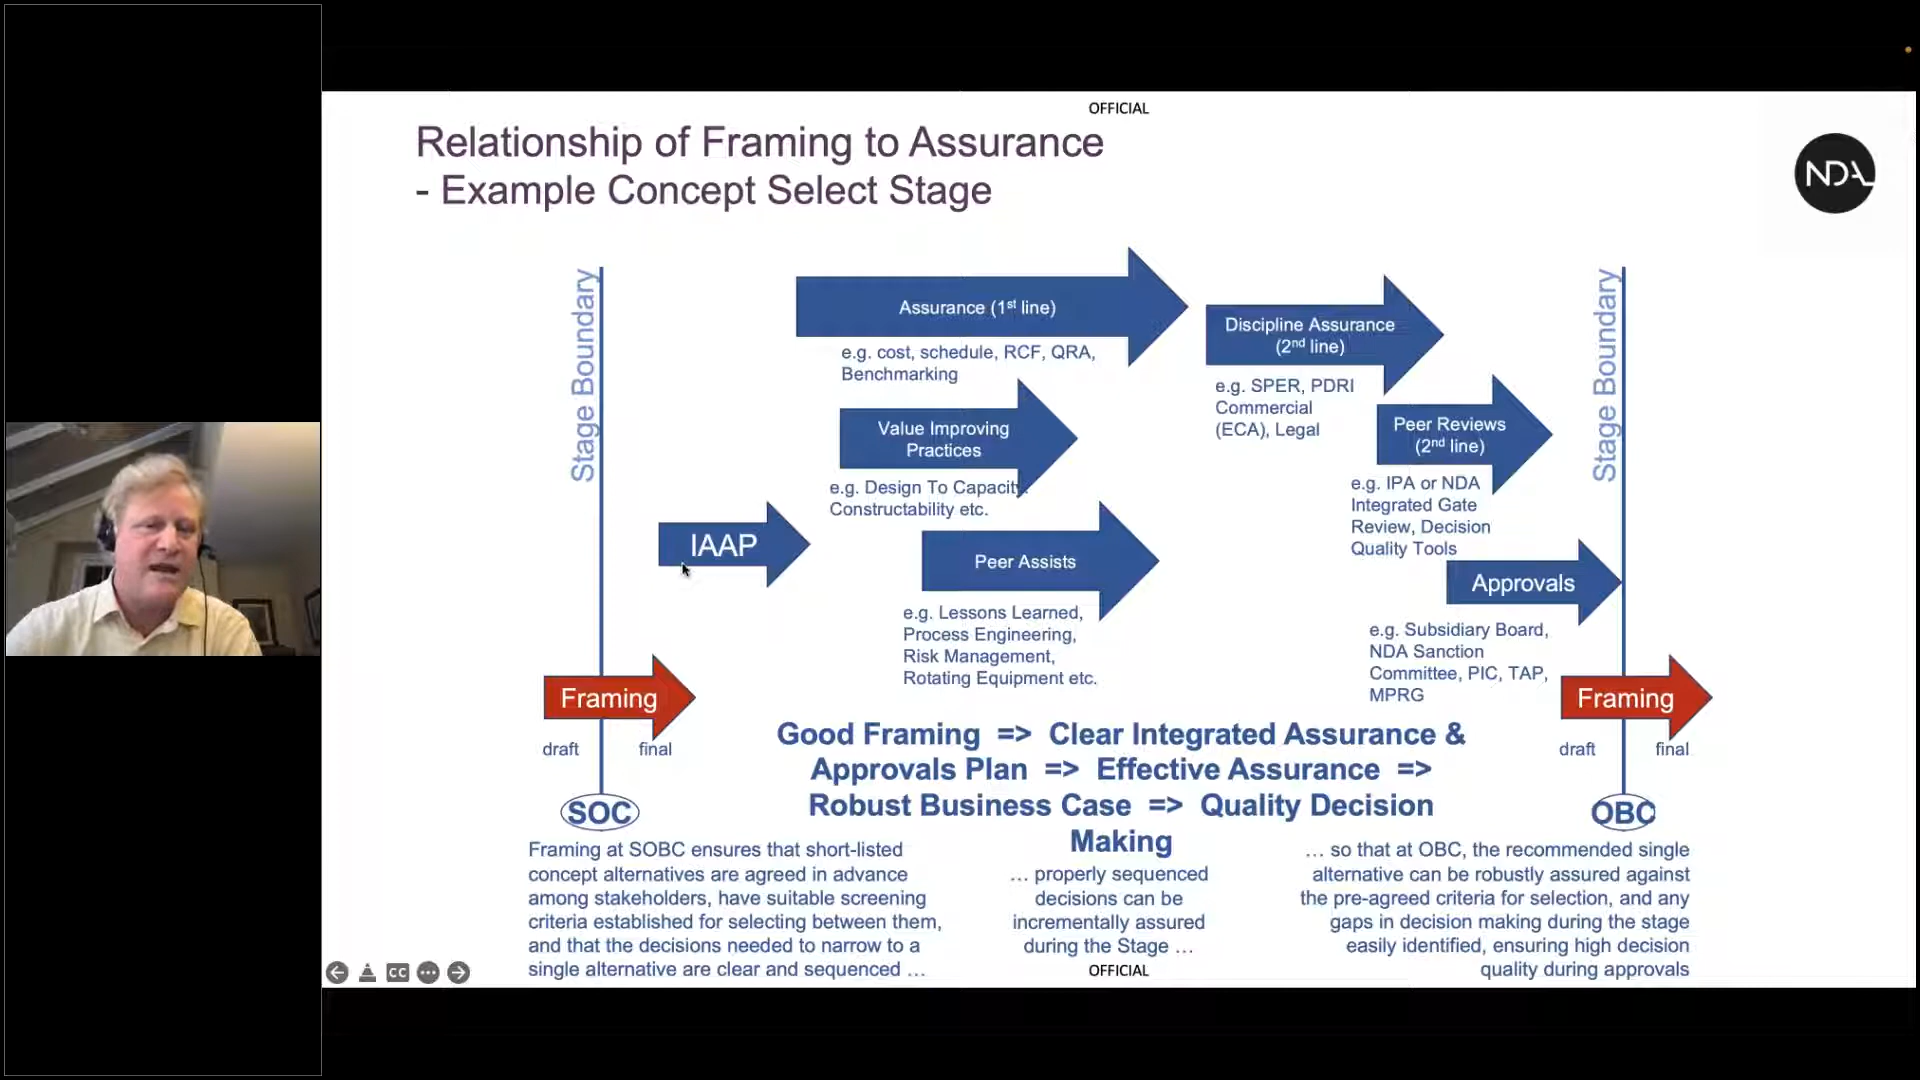 OFFICIAL
Relationship of Framing to Assurance
- Example Concept Select Stage
NDA
Stage Boundary
Assurance (1st line)
e.g. cost, schedule, RCF, QRA,
Benchmarking
Discipline Assurance
(2nd line)
e.g. SPER, PDRI
Commercial
(ECA), Legal
Stage Boundary
Value Improving
Practices
e.g. Design To Capacity,
Constructability etc.
Peer Reviews
(2nd line)
e.g. IPA or NDA
Integrated Gate
Review, Decision
Quality Tools
IAAP
Peer Assists
e.g. Lessons Learned,
Process Engineering,
Risk Management,
Rotating Equipment etc.
Approvals
e.g. Subsidiary Board,
NDA Sanction
Committee, PIC, TAP,
MPRG
Framing
draft
final
Framing
draft
final
Good Framing => Clear Integrated Assurance &
Approvals Plan => Effective Assurance =>
Robust Business Case => Quality Decision
Making
SOC
OBC
Framing at SOBC ensures that short-listed
concept alternatives are agreed in advance
among stakeholders, have suitable screening
criteria established for selecting between them,
and that the decisions needed to narrow to a
single alternative are clear and sequenced …
… properly sequenced
decisions can be
incrementally assured
during the Stage …
… so that at OBC, the recommended single
alternative can be robustly assured against
the pre-agreed criteria for selection, and any
gaps in decision making during the stage
easily identified, ensuring high decision
quality during approvals
CC
OFFICIAL